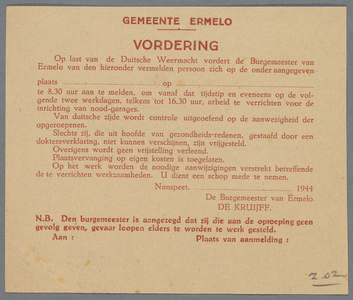 GEMEENTE ERMELO
VORDERING
Op last van de Duitsche Weermacht vordert de Burgemeester van
Ermelo van den hieronder vermelden persoon zich op de onder aangegeven
plaats op
te 8.30 uur aan te melden, om vanaf dat tijdstip en eveneens op de vol-
gende twee werkdagen, telkens tot 16.30 uur, arbeid te verrichten voor de
inrichting van nood-garages.
Van duitsche zijde wordt controle uitgeoefend op de aanwezigheid der
opgeroepenen.
Slechts zij, die uit hoofde van gezondheids-redenen, gestaafd door een
doktersverklaring, niet kunnen verschijnen, zijn vrijgesteld.
Overigens wordt geen vrijstelling verleend.
Plaatsvervanging op eigen kosten is toegelaten.
Op het werk worden de noodige aanwijzigingen verstrekt betreffende
de te verrichten werkzaamheden. U dient een schop mede te nemen.
Nunspeet, 1944
De Burgemeester van Ermelo
DE KRUIJFF.
N.B. Den burgemeester is aangezegd dat zij die aan de oproeping geen
gevolg geven, gevaar loopen elders te worden te werk gesteld.
Aan : Plaats van aanmelding :